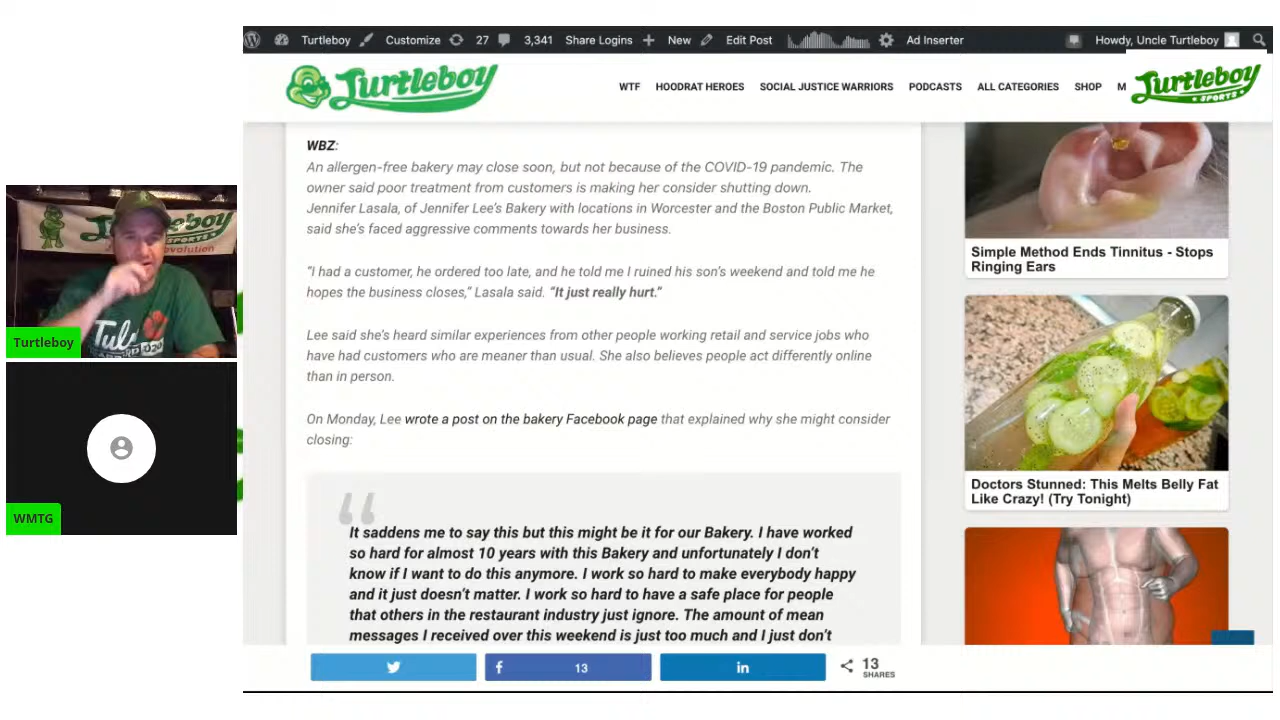 Turtleboy
Customize
27
3,341
Share Logins
New
Edit Post
Ad Inserter
Howdy, Uncle Turtleboy
Turtleboy
WTF
HOODRAT HEROES
SOCIAL JUSTICE WARRIORS
PODCASTS
ALL CATEGORIES
SHOP
M
Turtleboy
SPORTS
WBZ:
An allergen-free bakery may close soon, but not because of the COVID-19 pandemic. The
owner said poor treatment from customers is making her consider shutting down.
Jennifer Lasala, of Jennifer Lee’s Bakery with locations in Worcester and the Boston Public Market,
said she’s faced aggressive comments towards her business.
“I had a customer, he ordered too late, and he told me I ruined his son’s weekend and told me he
hopes the business closes,” Lasala said. “It just really hurt.”
Lee said she’s heard similar experiences from other people working retail and service jobs who
have had customers who are meaner than usual. She also believes people act differently online
than in person.
On Monday, Lee wrote a post on the bakery Facebook page that explained why she might consider
closing:
“
It saddens me to say this but this might be it for our Bakery. I have worked
so hard for almost 10 years with this Bakery and unfortunately I don’t
know if I want to do this anymore. I work so hard to make everybody happy
and it just doesn’t matter. I work so hard to have a safe place for people
that others in the restaurant industry just ignore. The amount of mean
messages I received over this weekend is just too much and I just don’t
13
13
SHARES
Simple Method Ends Tinnitus - Stops
Ringing Ears
Doctors Stunned: This Melts Belly Fat
Like Crazy! (Try Tonight)
Turtleboy
WMTG